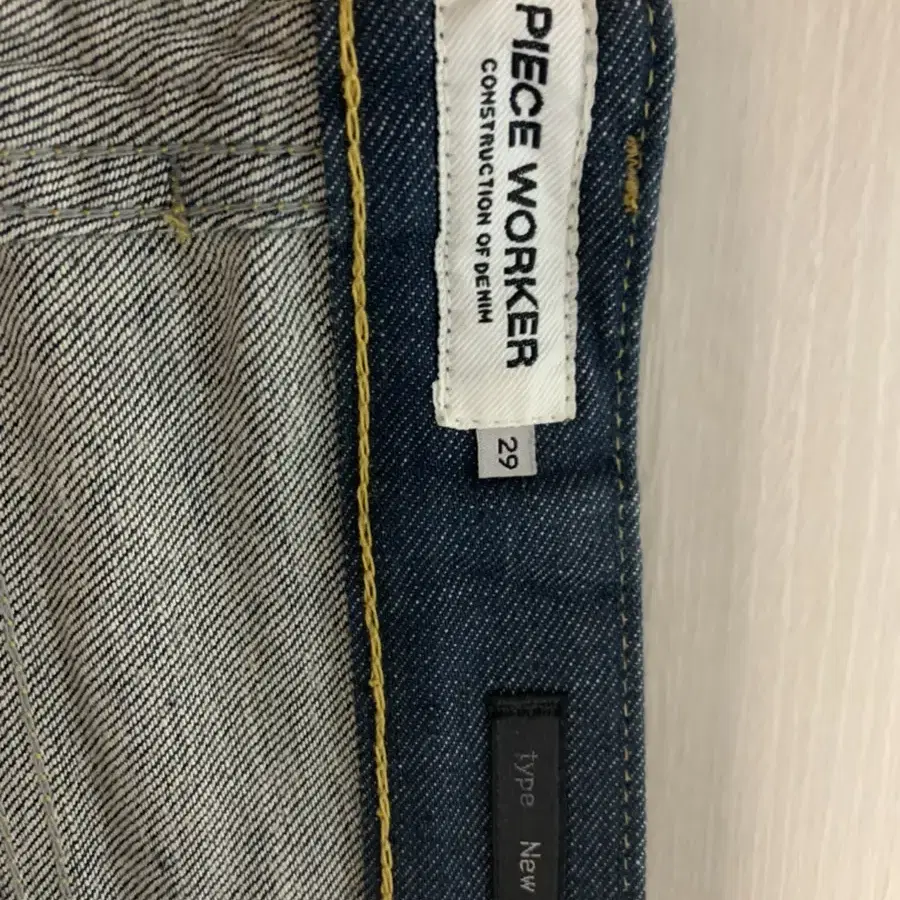 PIECE WORKER
CONSTRUCTION OF DENIM
29
type New